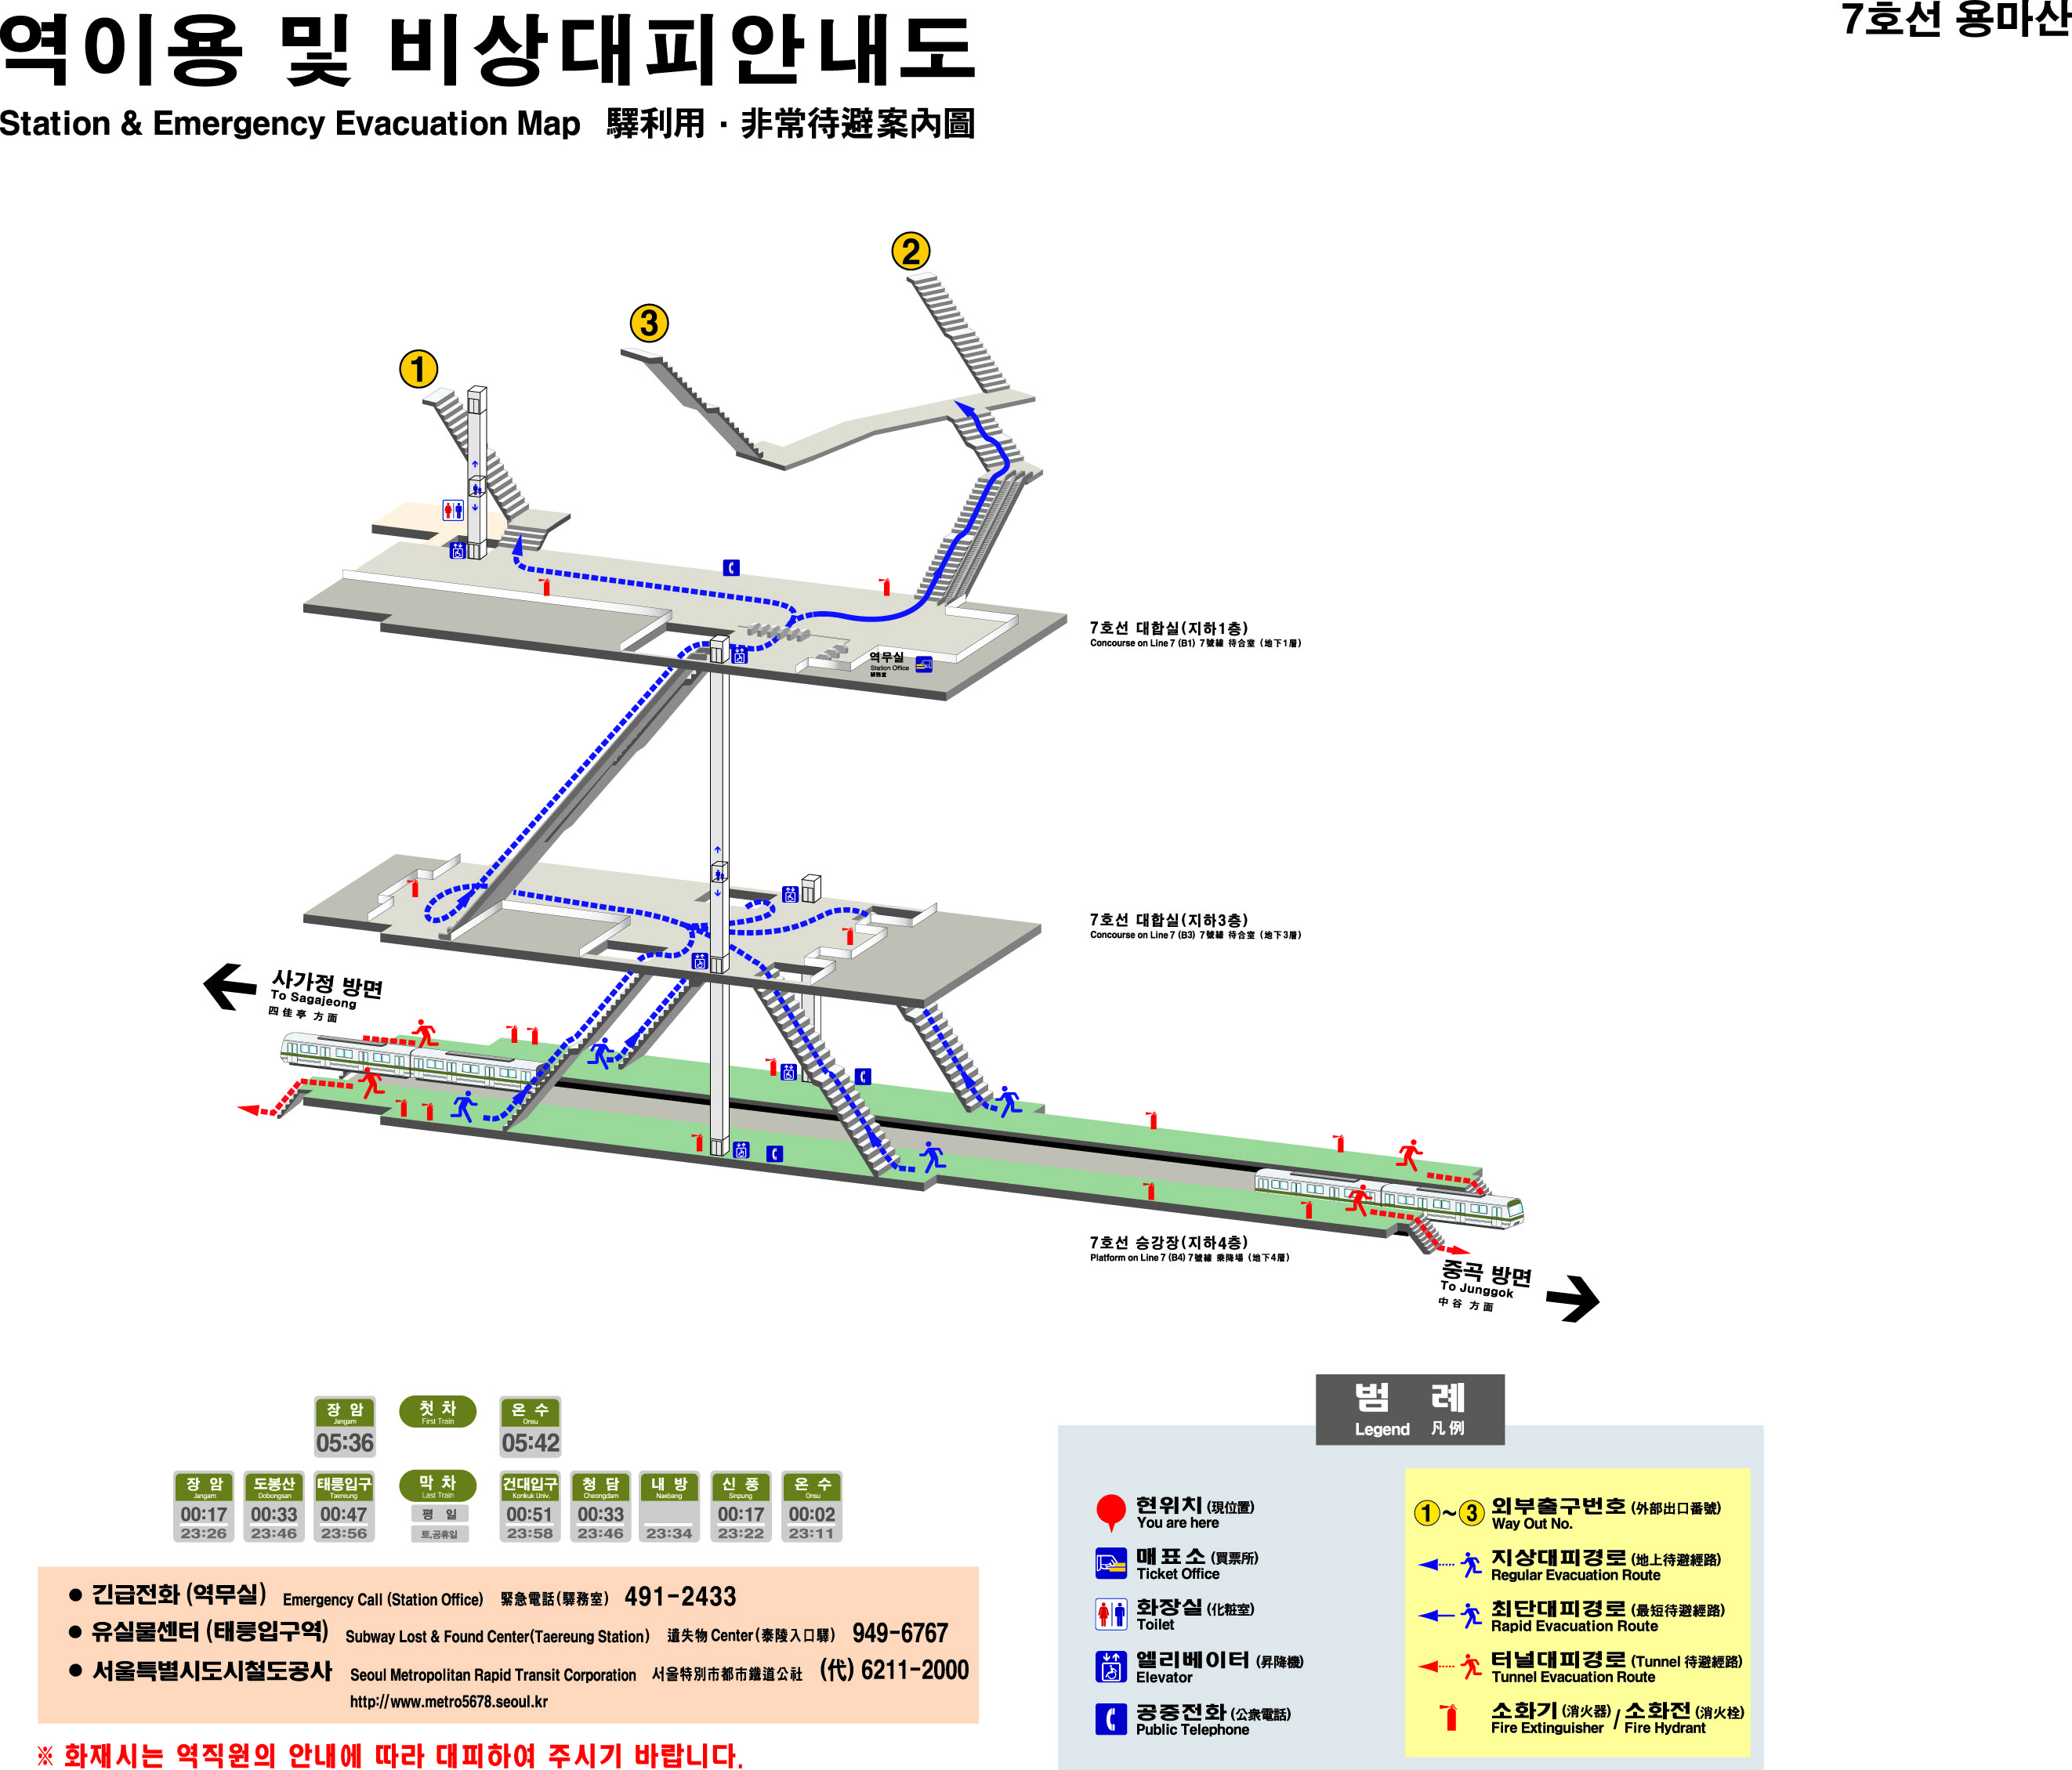 역이용 및 비상대피안내도
Station & Emergency Evacuation Map 驛利用 · 非常待避案內圖
7호선 용마산
2
3
1
7호선 대합실(지하1층)
Concourse on Line 7 (B1) 7號線 待合室 (地下1層)
역무실
Station Office
驛務室
7호선 대합실(지하3층)
Concourse on Line 7 (B3) 7號線 待合室 (地下3層)
사가정 방면
To Sagajeong
四佳亭 方面
7호선 승강장(지하4층)
Platform on Line 7 (B4) 7號線 乘降場 (地下4層)
중곡 방면
To Junggok
中谷 方面
장 암 첫 차 온 수
Jangam First Train Onsu
05:36 05:42
장 암 도봉산 태릉입구 막 차 건대입구 청 담 내 방 신 풍 온 수
Jangam Dobongsan Taereung Last Train Konkuk Univ. Cheongdam Naebang Sinpung Onsu
00:17 00:33 00:47 평 일 00:51 00:33 00:17 00:02
23:26 23:46 23:56 토,공휴일 23:58 23:46 23:34 23:22 23:11
● 긴급전화 (역무실) Emergency Call (Station Office) 緊急電話(驛務室) 491-2433
● 유실물센터 (태릉입구역) Subway Lost & Found Center(Taereung Station) 遺失物 Center (泰陵入口驛) 949-6767
● 서울특별시도시철도공사 Seoul Metropolitan Rapid Transit Corporation 서울特別市都市鐵道公社 (代) 6211-2000
http://www.metro5678.seoul.kr
※ 화재시는 역직원의 안내에 따라 대피하여 주시기 바랍니다.
범 례
Legend 凡例
현위치 (現位置)
You are here
매표소 (買票所)
Ticket Office
화장실 (化粧室)
Toilet
엘리베이터 (昇降機)
Elevator
공중전화 (公衆電話)
Public Telephone
1 ~ 3 외부출구번호 (外部出口番號)
Way Out No.
지상대피경로 (地上待避經路)
Regular Evacuation Route
최단대피경로 (最短待避經路)
Rapid Evacuation Route
터널대피경로 (Tunnel 待避經路)
Tunnel Evacuation Route
소화기 (消火器) / 소화전 (消火栓)
Fire Extinguisher / Fire Hydrant